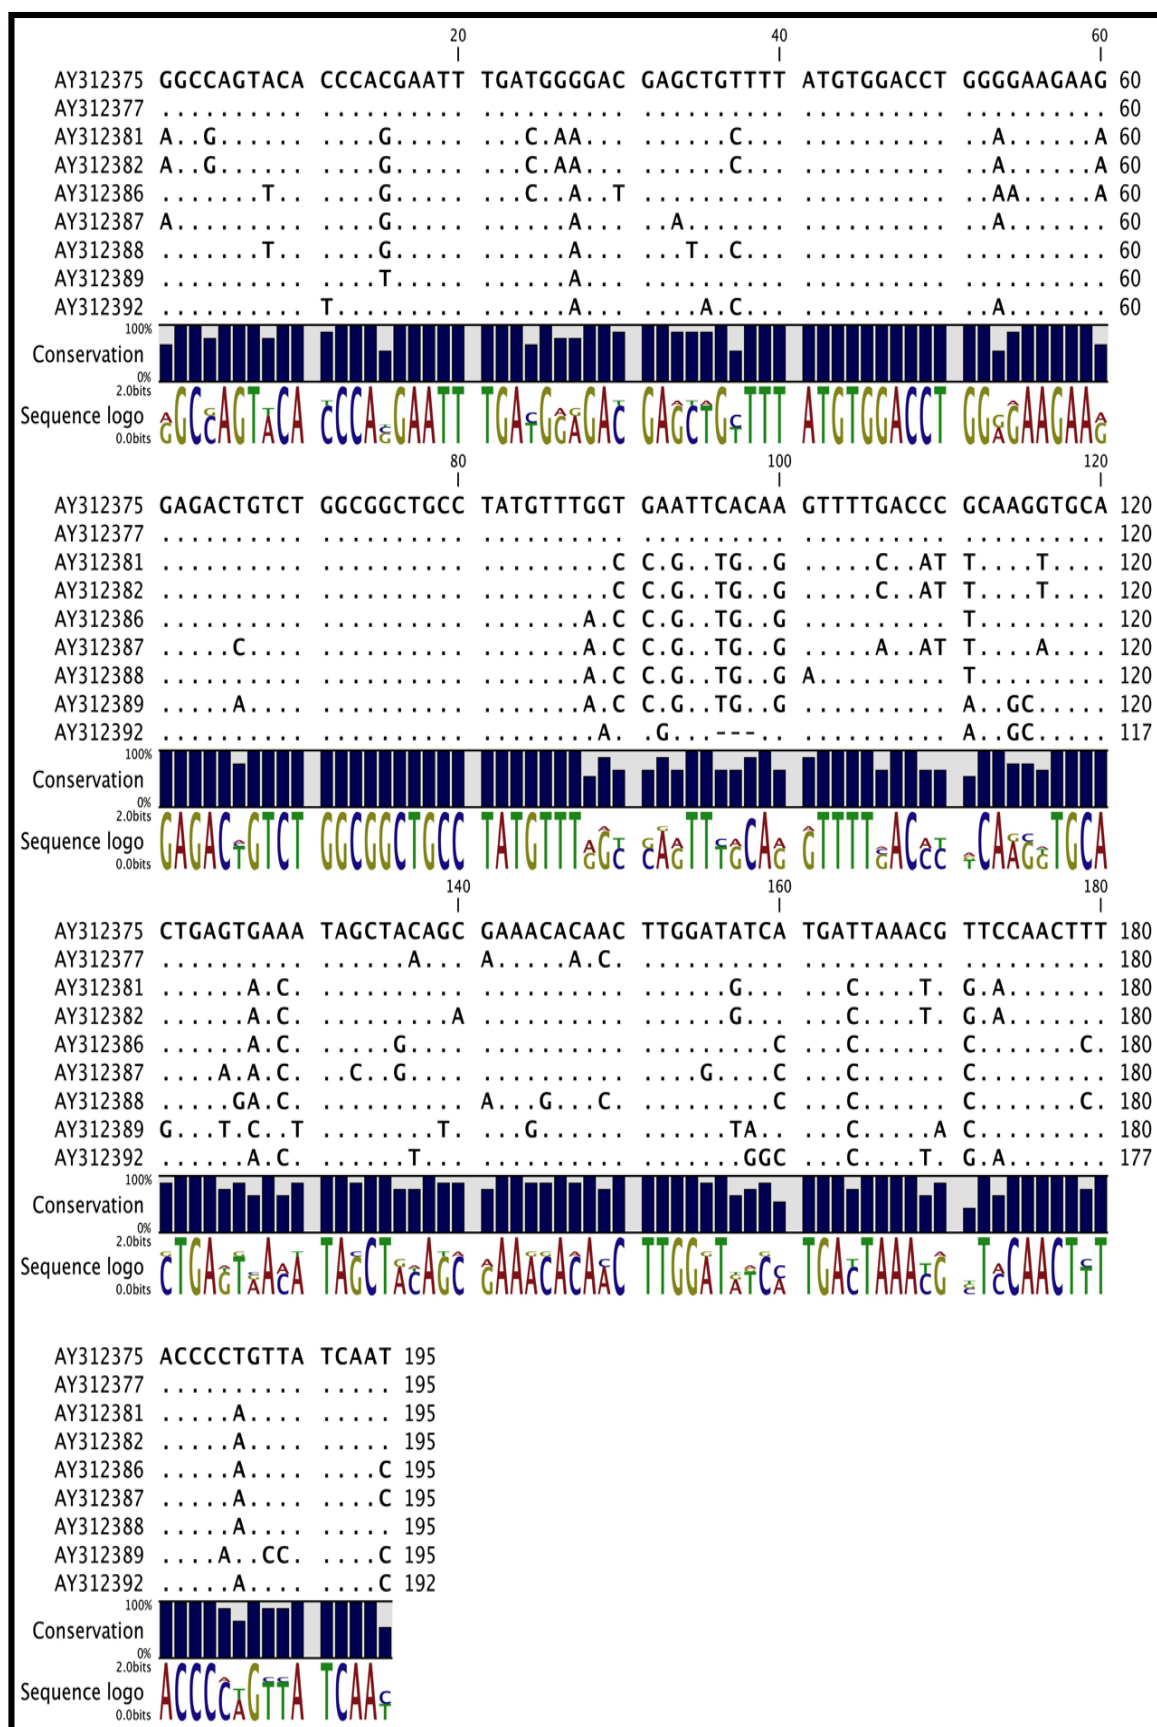 20 40 60
AY312375 GGCCAGTACA CCCACGAATT TGATGGGGAC GAGCTGTTTT ATGTGGACCT GGGGAAGAAG 60
AY312377 .......... .......... .......... .......... .......... .......... 60
AY312381 A..G...... ....G..... ...C.AA... ......C... .......... ..A......A 60
AY312382 A..G...... ....G..... ...C.AA... ......C... .......... ..A......A 60
AY312386 .......T.. ....G..... ...C..A..T .......... .......... ..AA.....A 60
AY312387 A......... ....G..... ......A... ..A....... .......... ..A....... 60
AY312388 .......T.. ....G..... ......A... ...T..C... .......... .......... 60
AY312389 .......... ....T..... ......A... .......... .......... .......... 60
AY312392 .......... T......... ......A... ....A.C... .......... ..A....... 60
100%
Conservation
0%
2.0bits
Sequence logo
0.0bits
80 100 120
AY312375 GAGACTGTCT GGCGGCTGCC TATGTTTGGT GAATTCACAA GTTTTGACCC GCAAGGTGCA 120
AY312377 .......... .......... .......... .......... .......... .......... 120
AY312381 .......... .......... .........C C.G..TG..G .....C..AT T....T.... 120
AY312382 .......... .......... .........C C.G..TG..G .....C..AT T....T.... 120
AY312386 .......... .......... .......A.C C.G..TG..G .......... T......... 120
AY312387 .....C.... .......... .......A.C C.G..TG..G .....A..AT T....A.... 120
AY312388 .......... .......... .......A.C C.G..TG..G A......... T......... 120
AY312389 .....A.... .......... .......A.C C.G..TG..G .......... A..GC..... 120
AY312392 .......... .......... ........A. .G...---.. .......... A..GC..... 117
100%
Conservation
0%
2.0bits
Sequence logo
0.0bits
140 160 180
AY312375 CTGAGTGAAA TAGCTACAGC GAAACACAAC TTGGATATCA TGATTAAACG TTCCAACTTT 180
AY312377 .......... ......A... A.....A.C. .......... .......... .......... 180
AY312381 ......A.C. .......... .......... ......G... ...C....T. G.A....... 180
AY312382 ......A.C. .........A .......... ......G... ...C....T. G.A....... 180
AY312386 ......A.C. .....G.... .......... .........C ...C...... C.......C. 180
AY312387 ....A.A.C. ..C..G.... .......... ....G....C ...C...... C......... 180
AY312388 .....GA.C. .......... A...G...C. .........C ...C...... C.......C. 180
AY312389 G...T.C..T ........T. ...G...... ......TA.. ...C.....A C......... 180
AY312392 ......A.C. ......T... .......... .......GGC ...C....T. G.A....... 177
100%
Conservation
0%
2.0bits
Sequence logo
0.0bits
AY312375 ACCCCTGTTA TCAAT 195
AY312377 .......... ..... 195
AY312381 .....A.... ..... 195
AY312382 .....A.... ..... 195
AY312386 .....A.... ....C 195
AY312387 .....A.... ....C 195
AY312388 .....A.... ..... 195
AY312389 ....A..CC. ....C 195
AY312392 .....A.... ....C 192
100%
Conservation
0%
2.0bits
Sequence logo
0.0bits